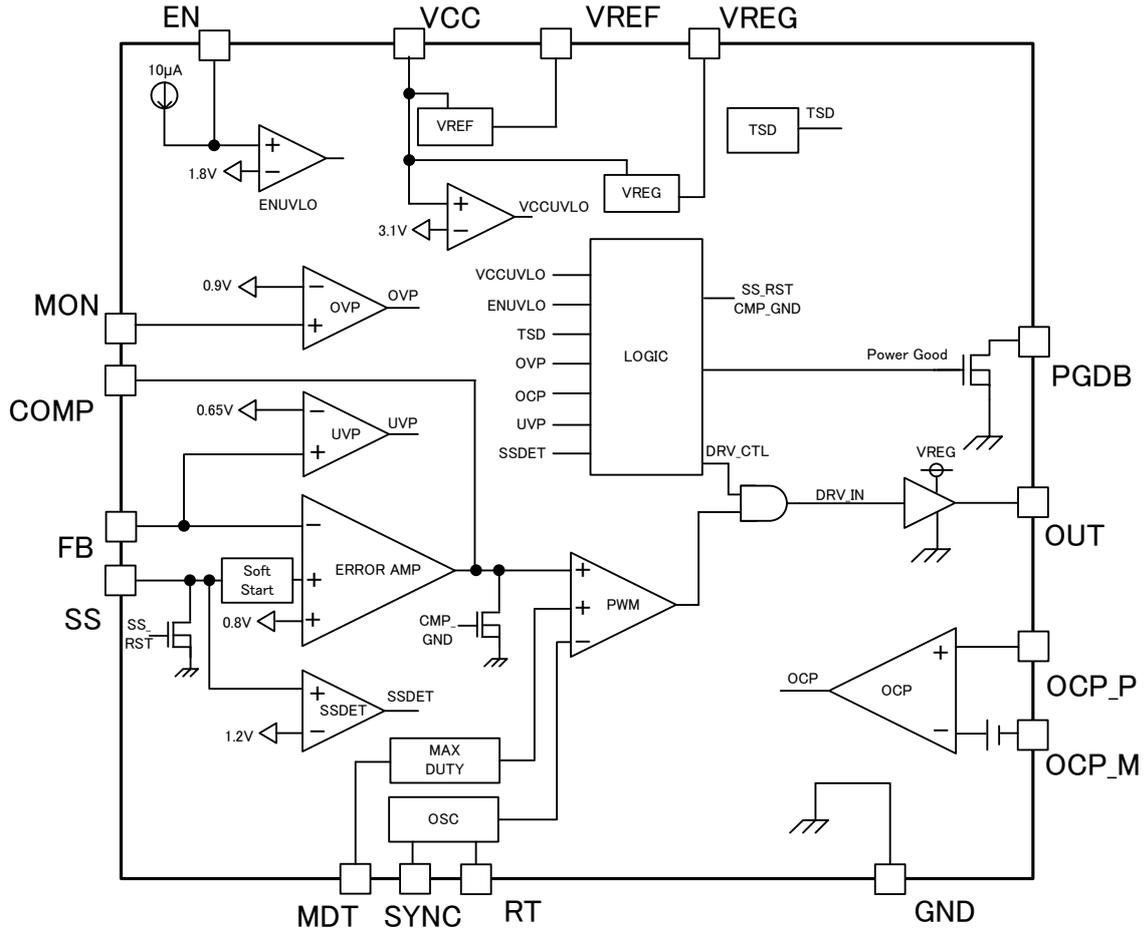 EN
VCC
VREF
VREG
10μA
VREF
TSD
TSD
1.8V
+
−
ENUVLO
VREG
3.1V
+
−
VCCUVLO
MON
0.9V
−
+
OVP
OVP
VCCUVLO
ENUVLO
TSD
OVP
OCP
UVP
SSDET
LOGIC
SS_RST
CMP_GND
Power Good
PGDB
COMP
0.65V
−
+
UVP
UVP
DRV_CTL
DRV_IN
VREG
OUT
FB
SS
Soft
Start
−
+
+
ERROR AMP
0.8V
SS_
RST
CMP_
GND
+
+
−
PWM
1.2V
+
−
SSDET
SSDET
OCP
OCP
+
−
OCP_P
OCP_M
MAX
DUTY
OSC
MDT
SYNC
RT
GND